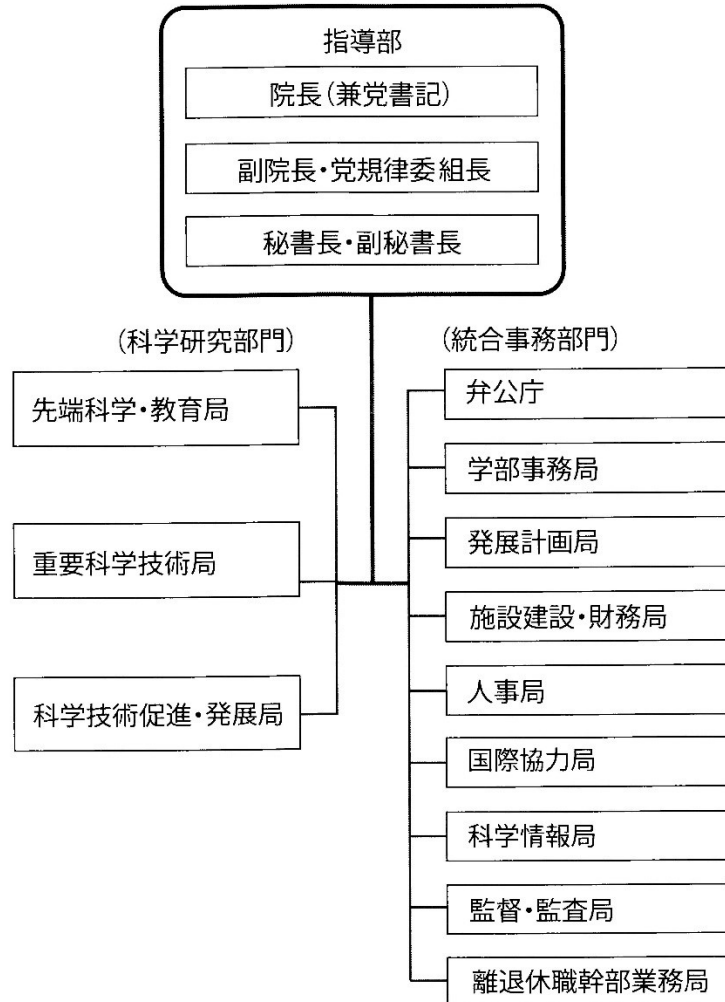 指導部
院長(兼党書記)
副院長・党規律委組長
秘書長・副秘書長
(科学研究部門)
先端科学・教育局
重要科学技術局
科学技術促進・発展局
(統合事務部門)
弁公庁
学部事務局
発展計画局
施設建設・財務局
人事局
国際協力局
科学情報局
監督・監査局
離退休職幹部業務局